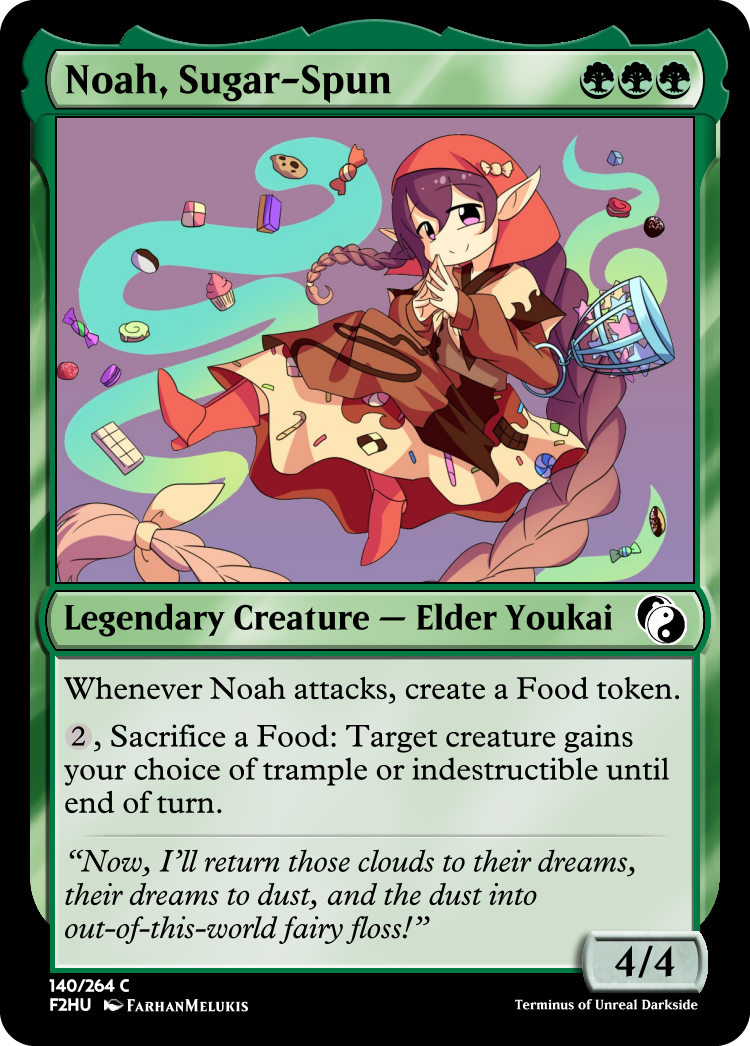 Noah, Sugar-Spun
Legendary Creature — Elder Youkai
Whenever Noah attacks, create a Food token.
2, Sacrifice a Food: Target creature gains
your choice of trample or indestructible until
end of turn.
“Now, I’ll return those clouds to their dreams,
their dreams to dust, and the dust into
out-of-this-world fairy floss!”
4/4
140/264 C
F2HU FarhanMelukis
Terminus of Unreal Darkside